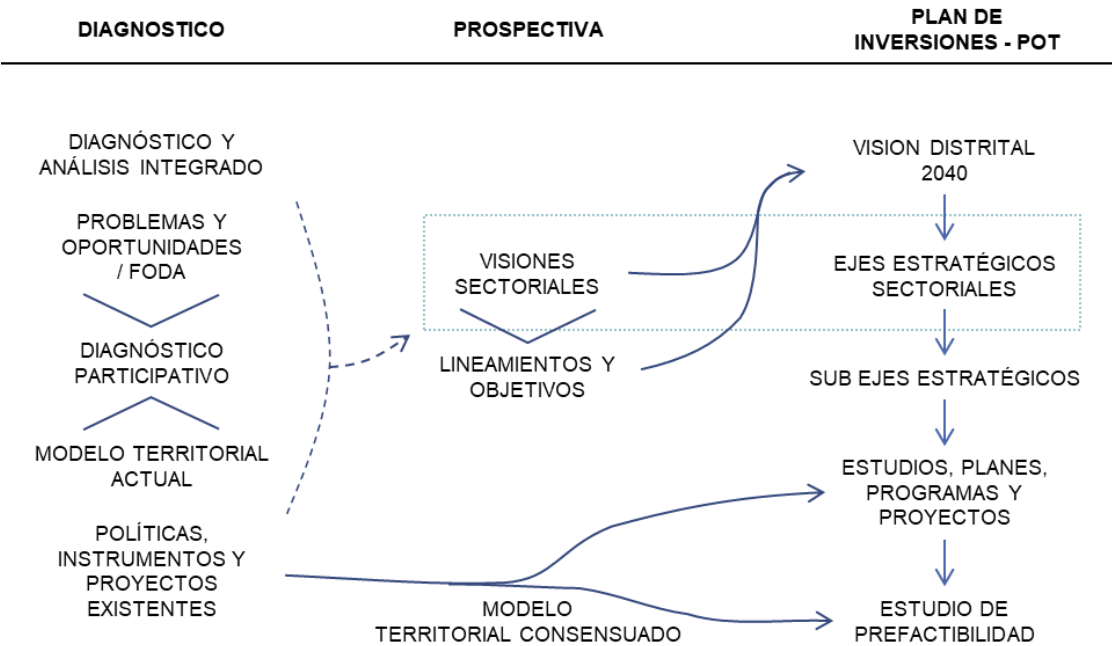 DIAGNOSTICO
PROSPECTIVA
PLAN DE
INVERSIONES - POT
DIAGNÓSTICO Y
ANÁLISIS INTEGRADO
PROBLEMAS Y
OPORTUNIDADES
/ FODA
DIAGNÓSTICO
PARTICIPATIVO
MODELO TERRITORIAL
ACTUAL
POLÍTICAS,
INSTRUMENTOS Y
PROYECTOS
EXISTENTES
VISIONES
SECTORIALES
LINEAMIENTOS Y
OBJETIVOS
MODELO
TERRITORIAL CONSENSUADO
VISION DISTRITAL
2040
EJES ESTRATÉGICOS
SECTORIALES
SUB EJES ESTRATÉGICOS
ESTUDIOS, PLANES,
PROGRAMAS Y
PROYECTOS
ESTUDIO DE
PREFACTIBILIDAD